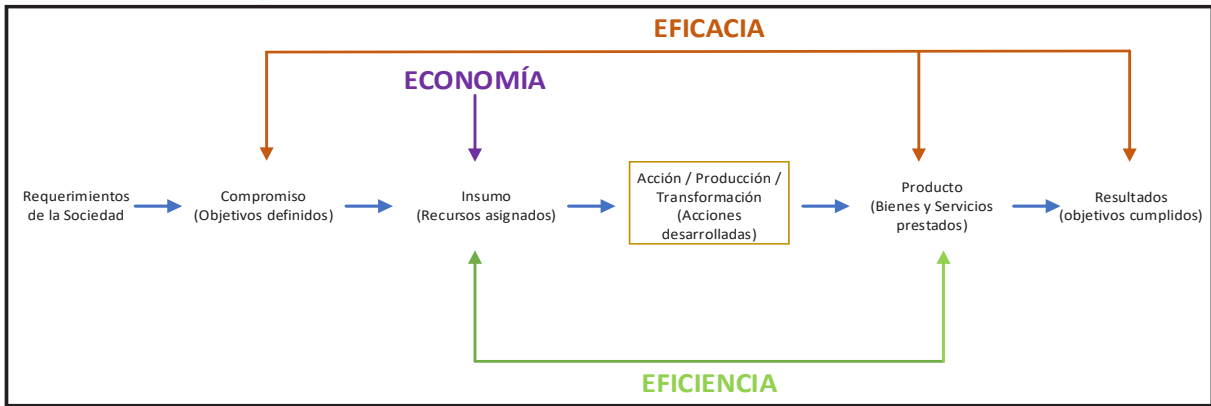 EFICACIA
ECONOMÍA
Requerimientos
de la Sociedad
Compromiso
(Objetivos definidos)
Insumo
(Recursos asignados)
Acción / Producción /
Transformación
(Acciones
desarrolladas)
Producto
(Bienes y Servicios
prestados)
Resultados
(objetivos cumplidos)
EFICIENCIA